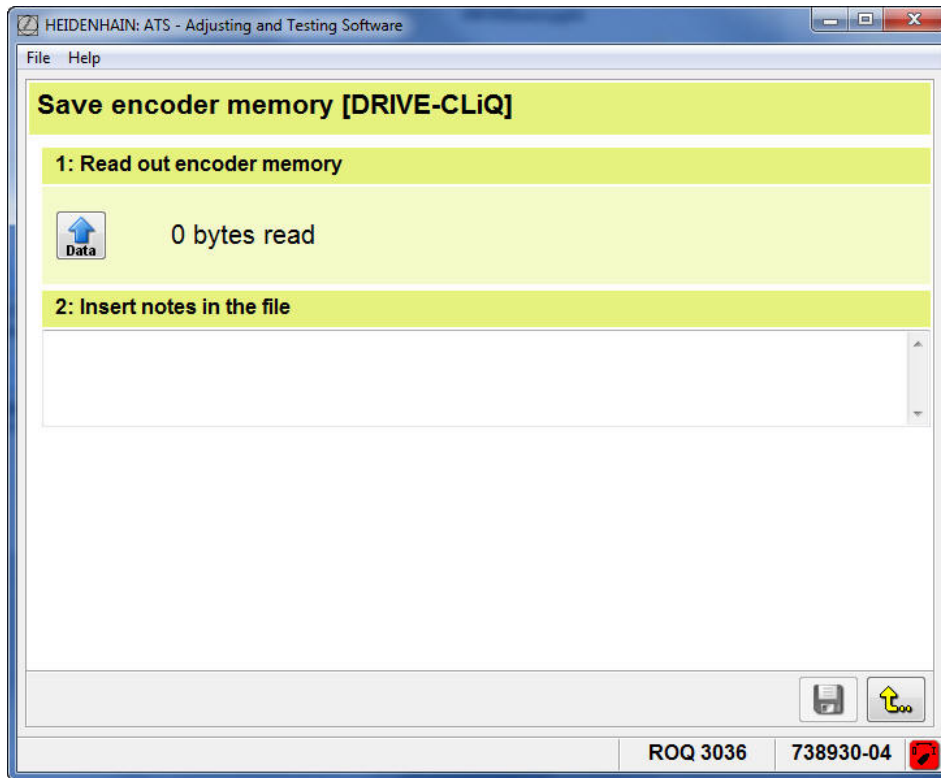 HEIDENHAIN: ATS - Adjusting and Testing Software
File Help
Save encoder memory [DRIVE-CLiQ]
1: Read out encoder memory
Data
0 bytes read
2: Insert notes in the file
ROQ 3036 738930-04